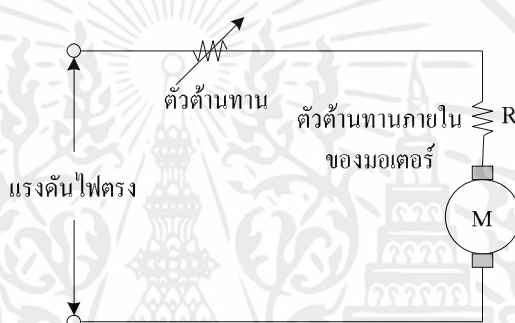 ตัวต้านทาน
ตัวต้านทานภายใน
ของมอเตอร์
R
แรงดันไฟตรง
M